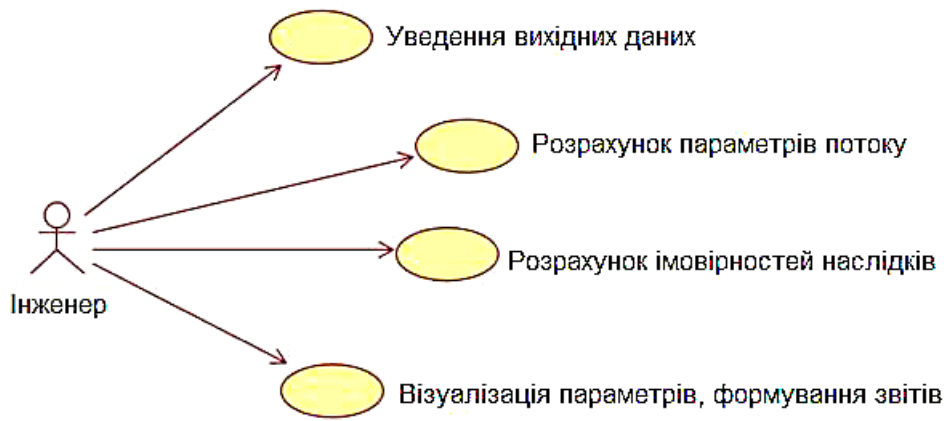 Уведення вихідних даних
Розрахунок параметрів потоку
Розрахунок імовірностей наслідків
Інженер
Візуалізація параметрів, формування звітів